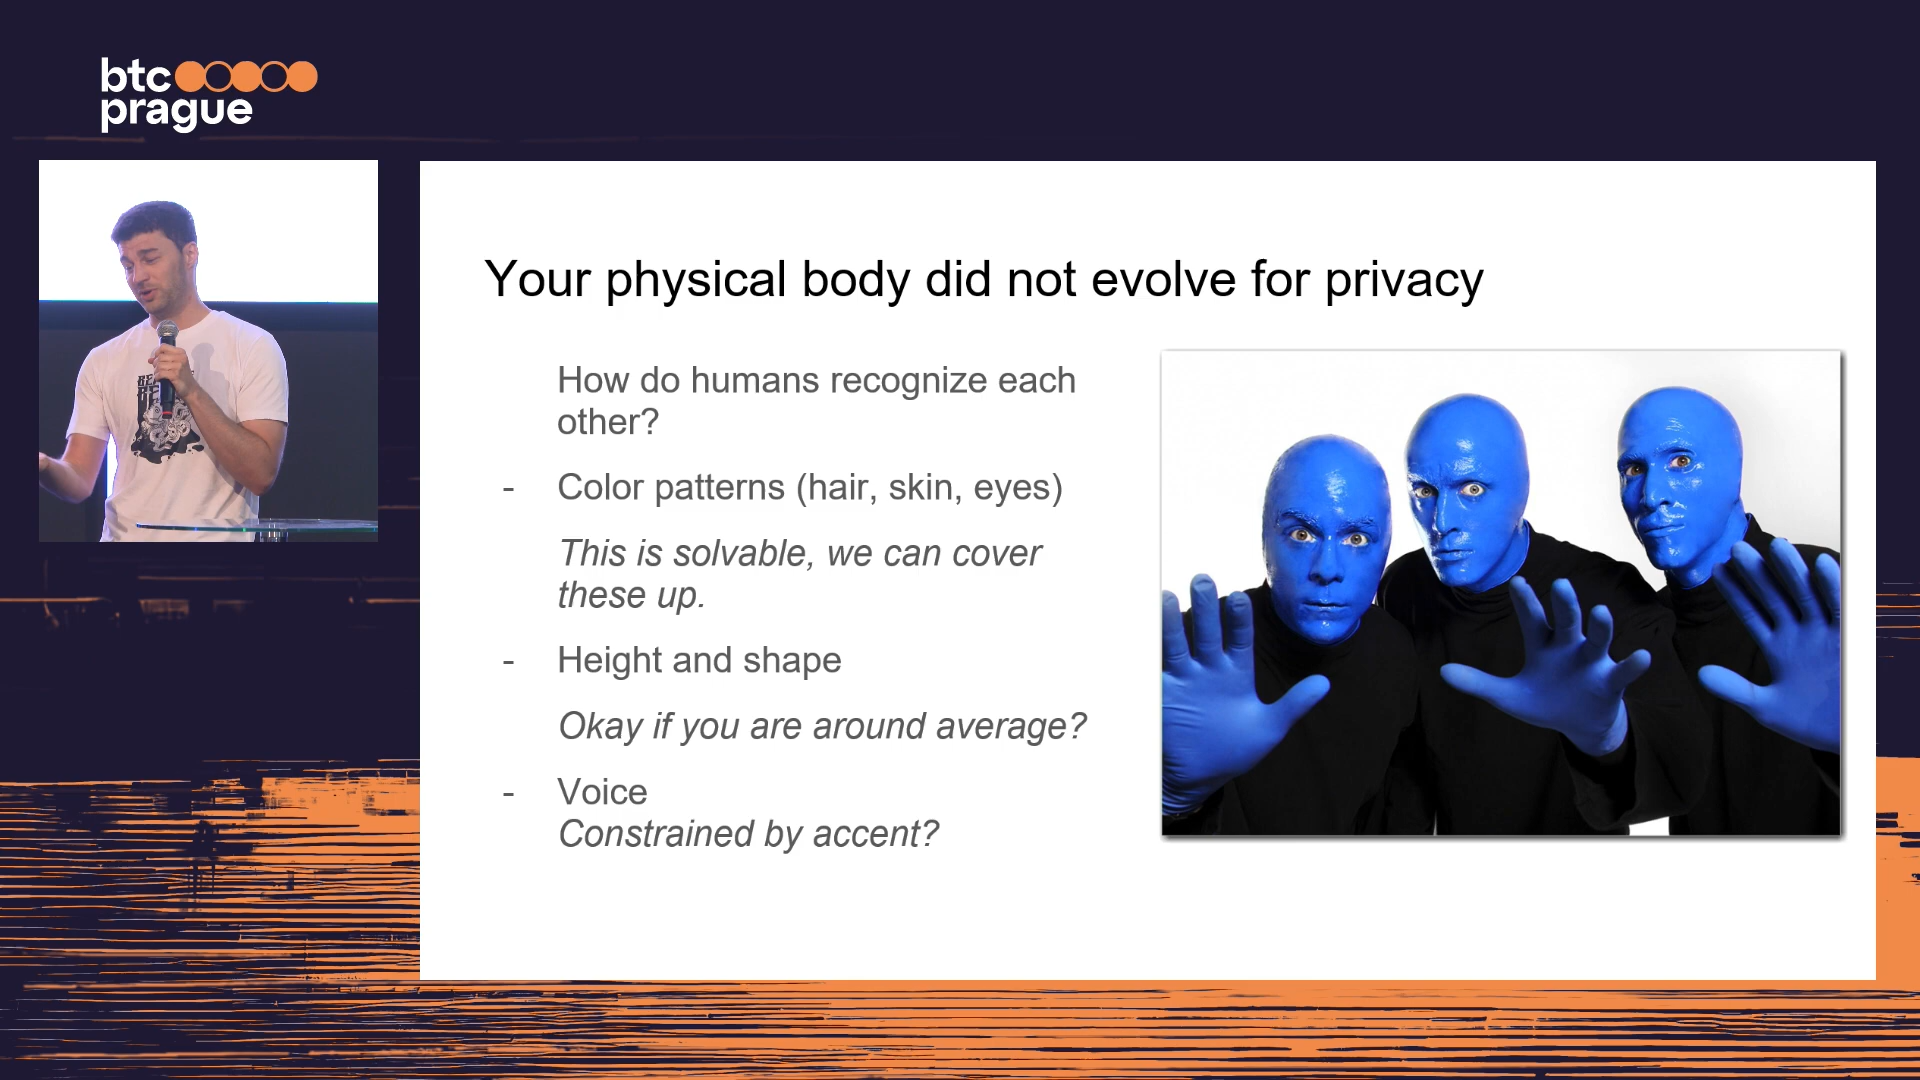 btc
prague
Your physical body did not evolve for privacy
How do humans recognize each
other?
- Color patterns (hair, skin, eyes)
This is solvable, we can cover
these up.
- Height and shape
Okay if you are around average?
- Voice
Constrained by accent?